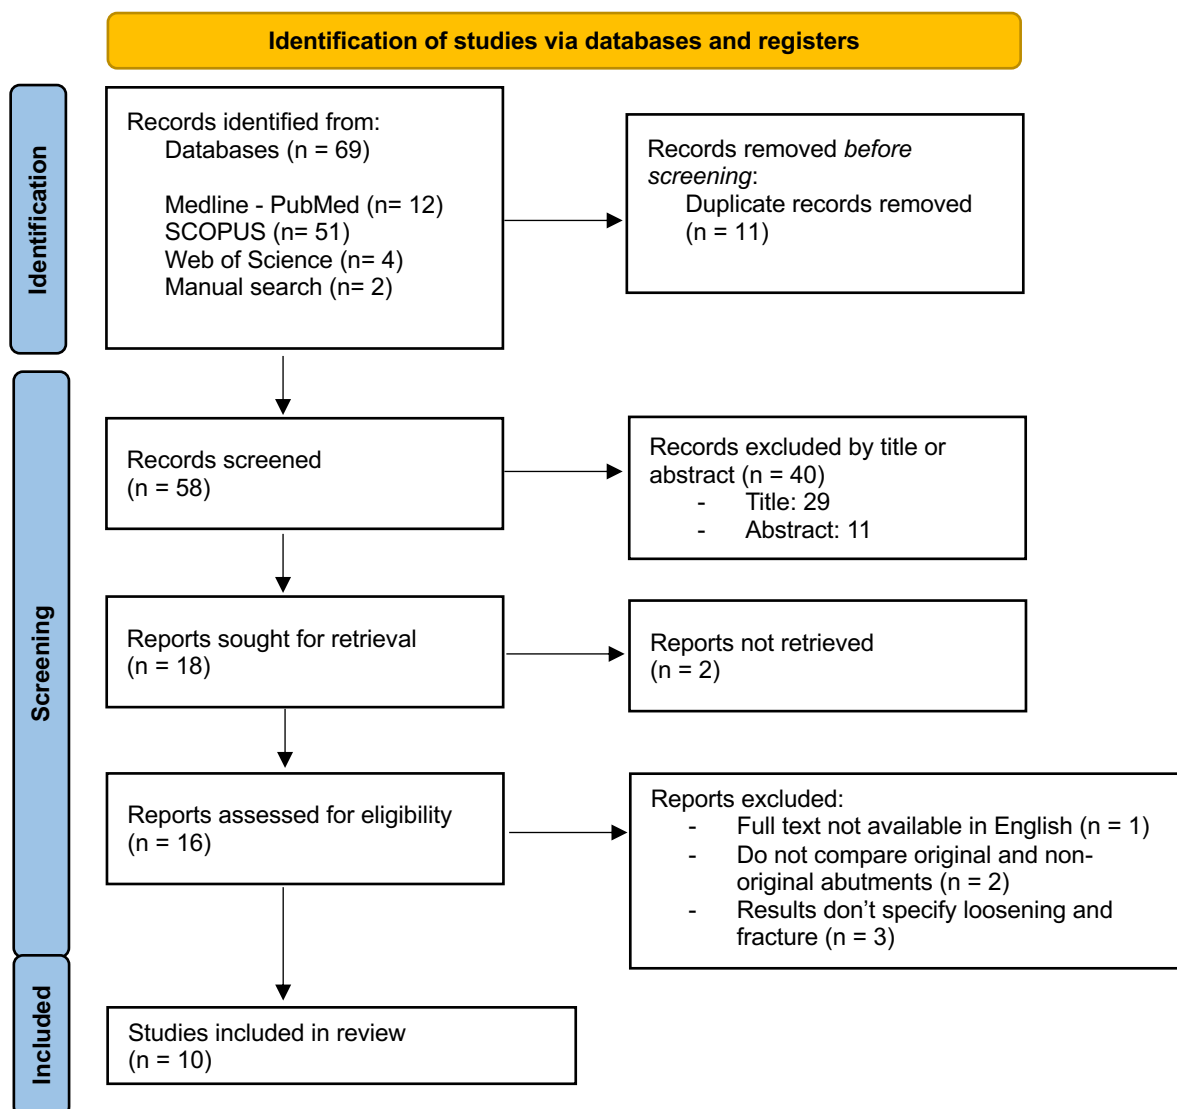 Identification of studies via databases and registers
Identification
Records identified from:
Databases (n = 69)
Medline - PubMed (n= 12)
SCOPUS (n= 51)
Web of Science (n= 4)
Manual search (n= 2)
Records removed before
screening:
Duplicate records removed
(n = 11)
Screening
Records screened
(n = 58)
Records excluded by title or
abstract (n = 40)
- Title: 29
- Abstract: 11
Reports sought for retrieval
(n = 18)
Reports not retrieved
(n = 2)
Reports assessed for eligibility
(n = 16)
Reports excluded:
- Full text not available in English (n = 1)
- Do not compare original and non-
original abutments (n = 2)
- Results don’t specify loosening and
fracture (n = 3)
Included
Studies included in review
(n = 10)